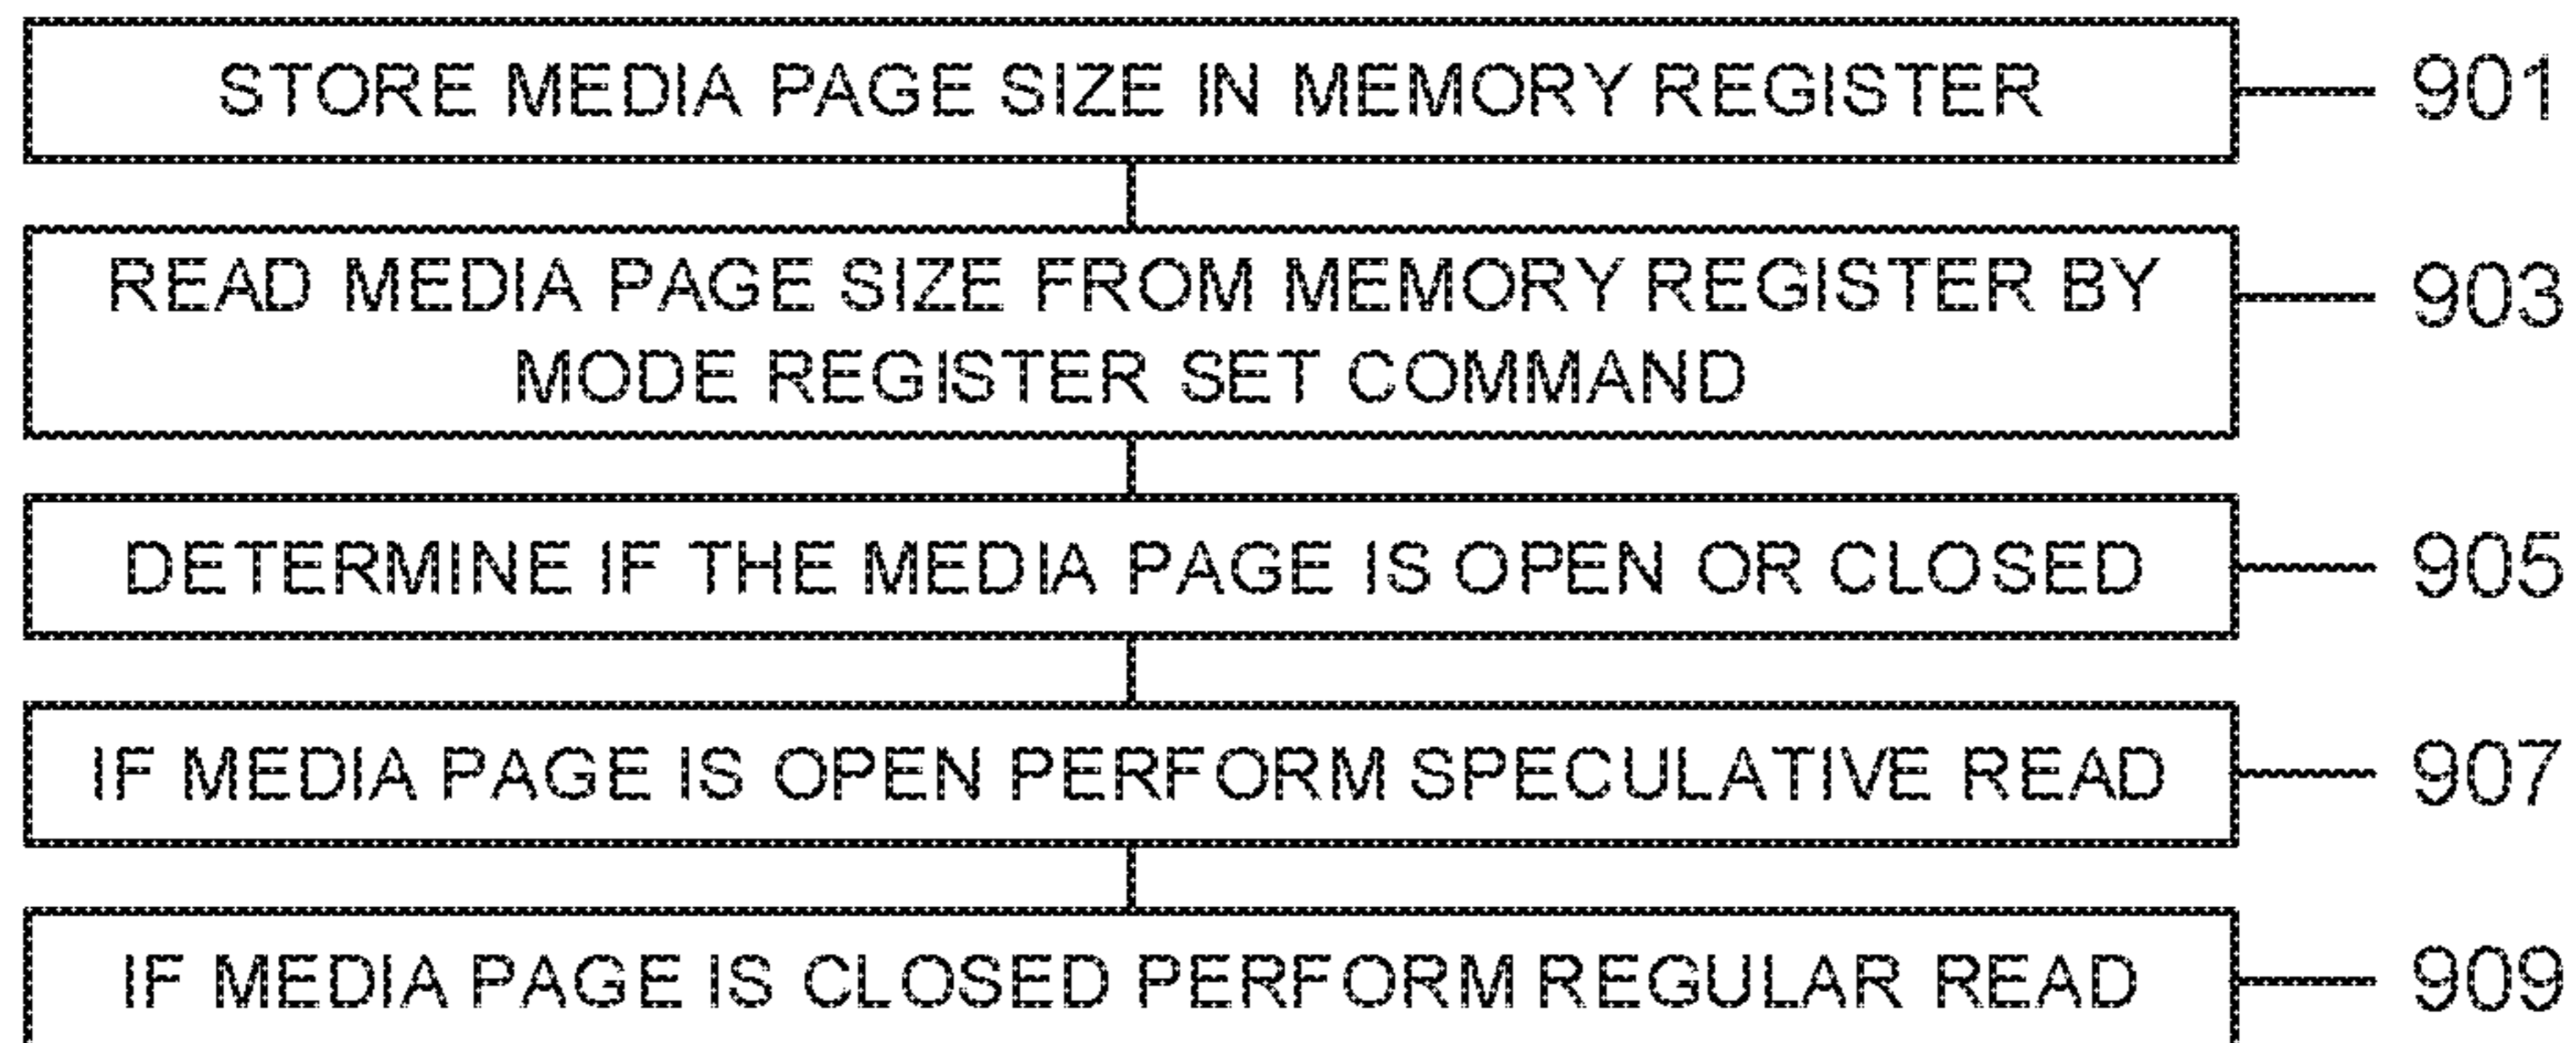 STORE MEDIA PAGE SIZE IN MEMORY REGISTER
901
READ MEDIA PAGE SIZE FROM MEMORY REGISTER BY
MODE REGISTER SET COMMAND
903
DETERMINE IF THE MEDIA PAGE IS OPEN OR CLOSED
905
IF MEDIA PAGE IS OPEN PERFORM SPECULATIVE READ
907
IF MEDIA PAGE IS CLOSED PERFORM REGULAR READ
909